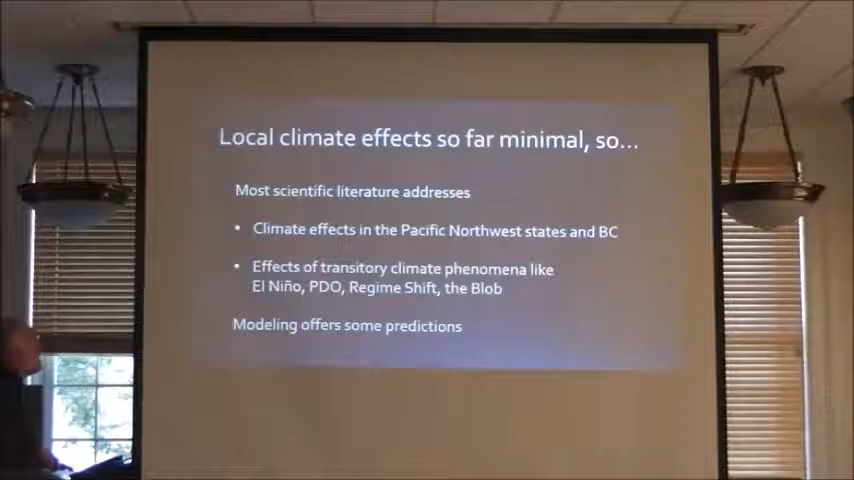 Local climate effects so far minimal, so...
Most scientific literature addresses
• Climate effects in the Pacific Northwest states and BC
• Effects of transitory climate phenomena like
El Niño, PDO, Regime Shift, the Blob
Modeling offers some predictions